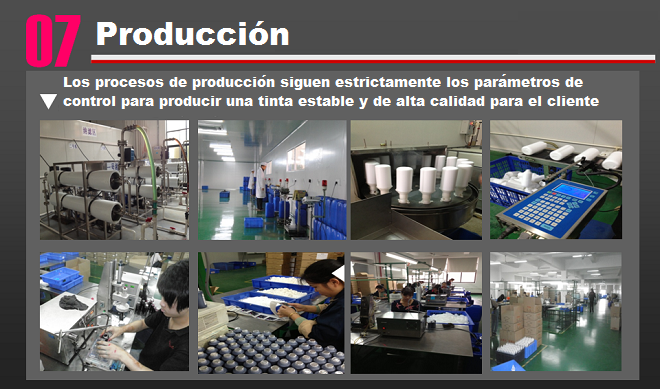 07 Producción
Los procesos de producción siguen estrictamente los parámetros de
control para producir una tinta estable y de alta calidad para el cliente